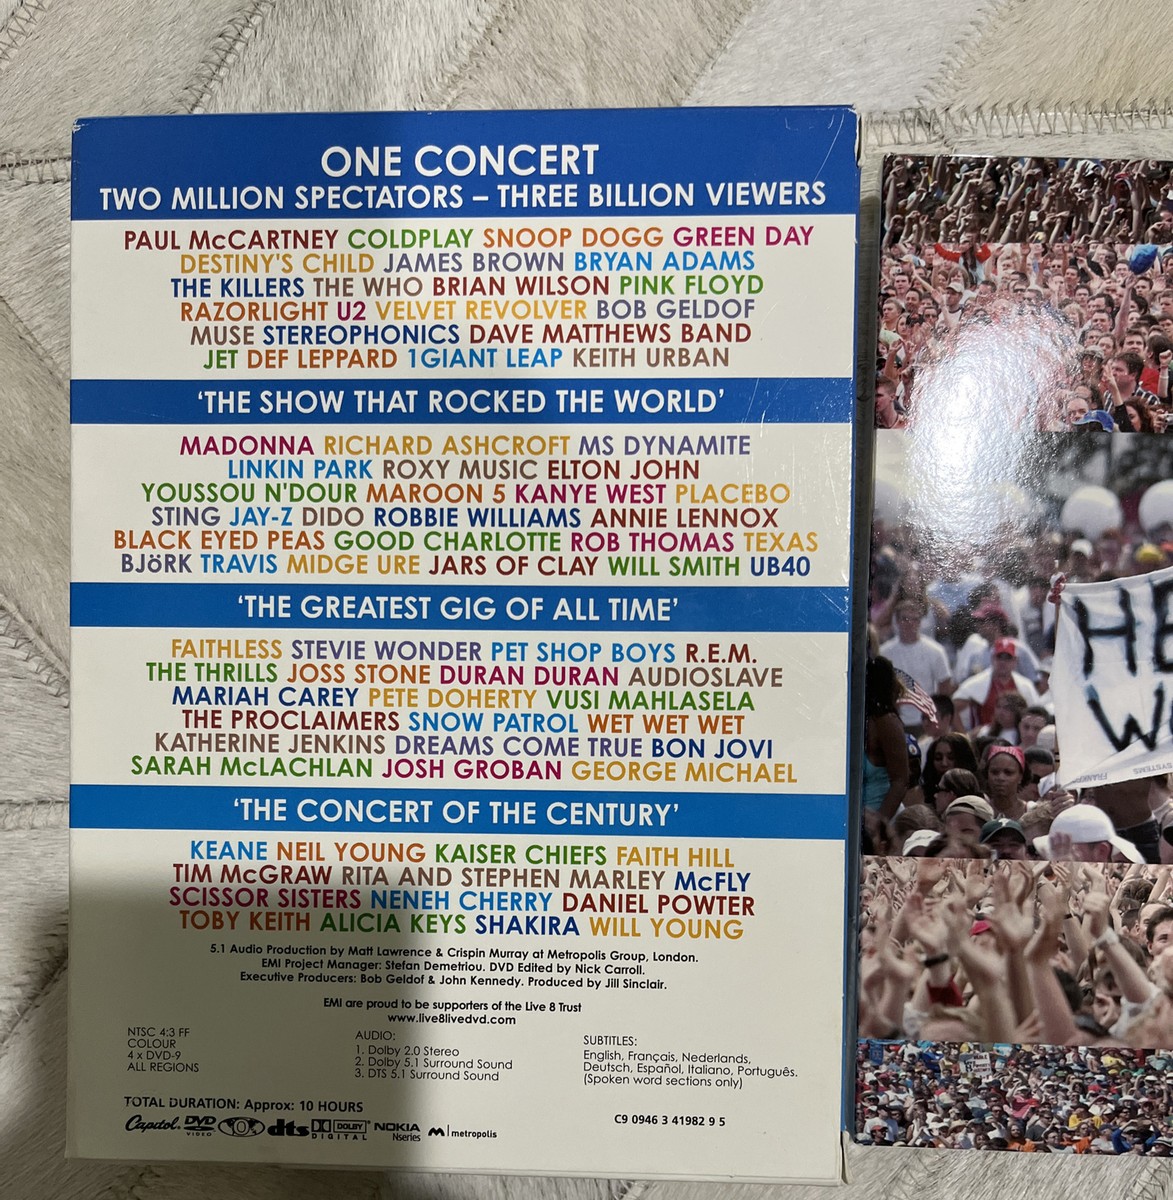 ONE CONCERT
TWO MILLION SPECTATORS – THREE BILLION VIEWERS
PAUL McCARTNEY COLDPLAY SNOOP DOGG GREEN DAY
DESTINY'S CHILD JAMES BROWN BRYAN ADAMS
THE KILLERS THE WHO BRIAN WILSON PINK FLOYD
RAZORLIGHT U2 VELVET REVOLVER BOB GELDOF
MUSE STEREOPHONICS DAVE MATTHEWS BAND
JET DEF LEPPARD 1GIANT LEAP KEITH URBAN
‘THE SHOW THAT ROCKED THE WORLD’
MADONNA RICHARD ASHCROFT MS DYNAMITE
LINKIN PARK ROXY MUSIC ELTON JOHN
YOUSSOU N'DOUR MAROON 5 KANYE WEST PLACEBO
STING JAY-Z DIDO ROBBIE WILLIAMS ANNIE LENNOX
BLACK EYED PEAS GOOD CHARLOTTE ROB THOMAS TEXAS
BJöRK TRAVIS MIDGE URE JARS OF CLAY WILL SMITH UB40
‘THE GREATEST GIG OF ALL TIME’
FAITHLESS STEVIE WONDER PET SHOP BOYS R.E.M.
THE THRILLS JOSS STONE DURAN DURAN AUDIOSLAVE
MARIAH CAREY PETE DOHERTY VUSI MAHLASELA
THE PROCLAIMERS SNOW PATROL WET WET WET
KATHERINE JENKINS DREAMS COME TRUE BON JOVI
SARAH McLACHLAN JOSH GROBAN GEORGE MICHAEL
‘THE CONCERT OF THE CENTURY’
KEANE NEIL YOUNG KAISER CHIEFS FAITH HILL
TIM McGRAW RITA AND STEPHEN MARLEY McFLY
SCISSOR SISTERS NENEH CHERRY DANIEL POWTER
TOBY KEITH ALICIA KEYS SHAKIRA WILL YOUNG
5.1 Audio Production by Matt Lawrence & Crispin Murray at Metropolis Group, London.
EMI Project Manager: Stefan Demetriou. DVD Edited by Nick Carroll.
Executive Producers: Bob Geldof & John Kennedy. Produced by Jill Sinclair.
EMI are proud to be supporters of the Live 8 Trust
www.live8livedvd.com
NTSC 4:3 FF
COLOUR
4 x DVD-9
ALL REGIONS
AUDIO:
1. Dolby 2.0 Stereo
2. Dolby 5.1 Surround Sound
3. DTS 5.1 Surround Sound
SUBTITLES:
English, Français, Nederlands,
Deutsch, Español, Italiano, Português.
(Spoken word sections only)
TOTAL DURATION: Approx: 10 HOURS
Capitol. DVD VIDEO dts DOLBY DIGITAL NOKIA Nseries metropolis
C9 0946 3 41982 9 5
HE
W